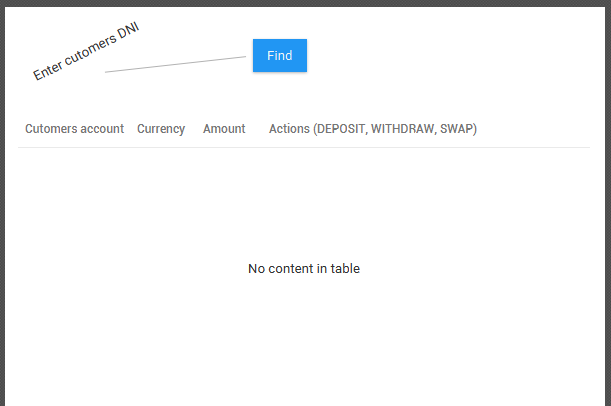 Enter cutomers DNI
Find
Cutomers account Currency Amount Actions (DEPOSIT, WITHDRAW, SWAP)
No content in table